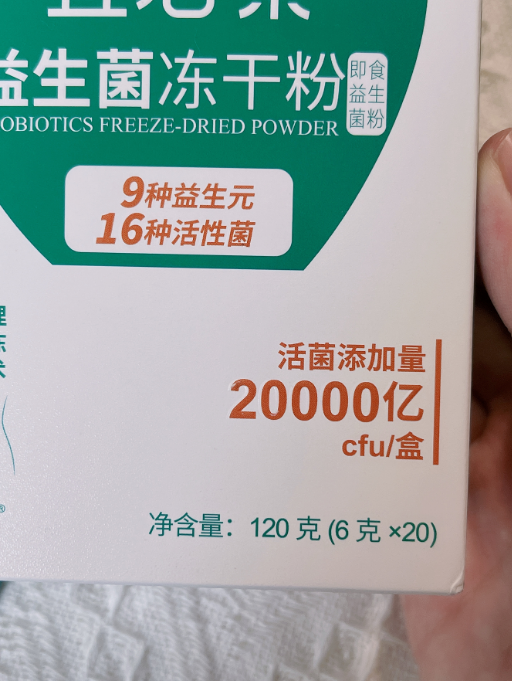 益生菌冻干粉
即食
益生
菌粉
OBIOTICS FREEZE-DRIED POWDER
9种益生元
16种活性菌
活菌添加量
20000亿
cfu/盒
净含量：120 克 (6 克 ×20)
®